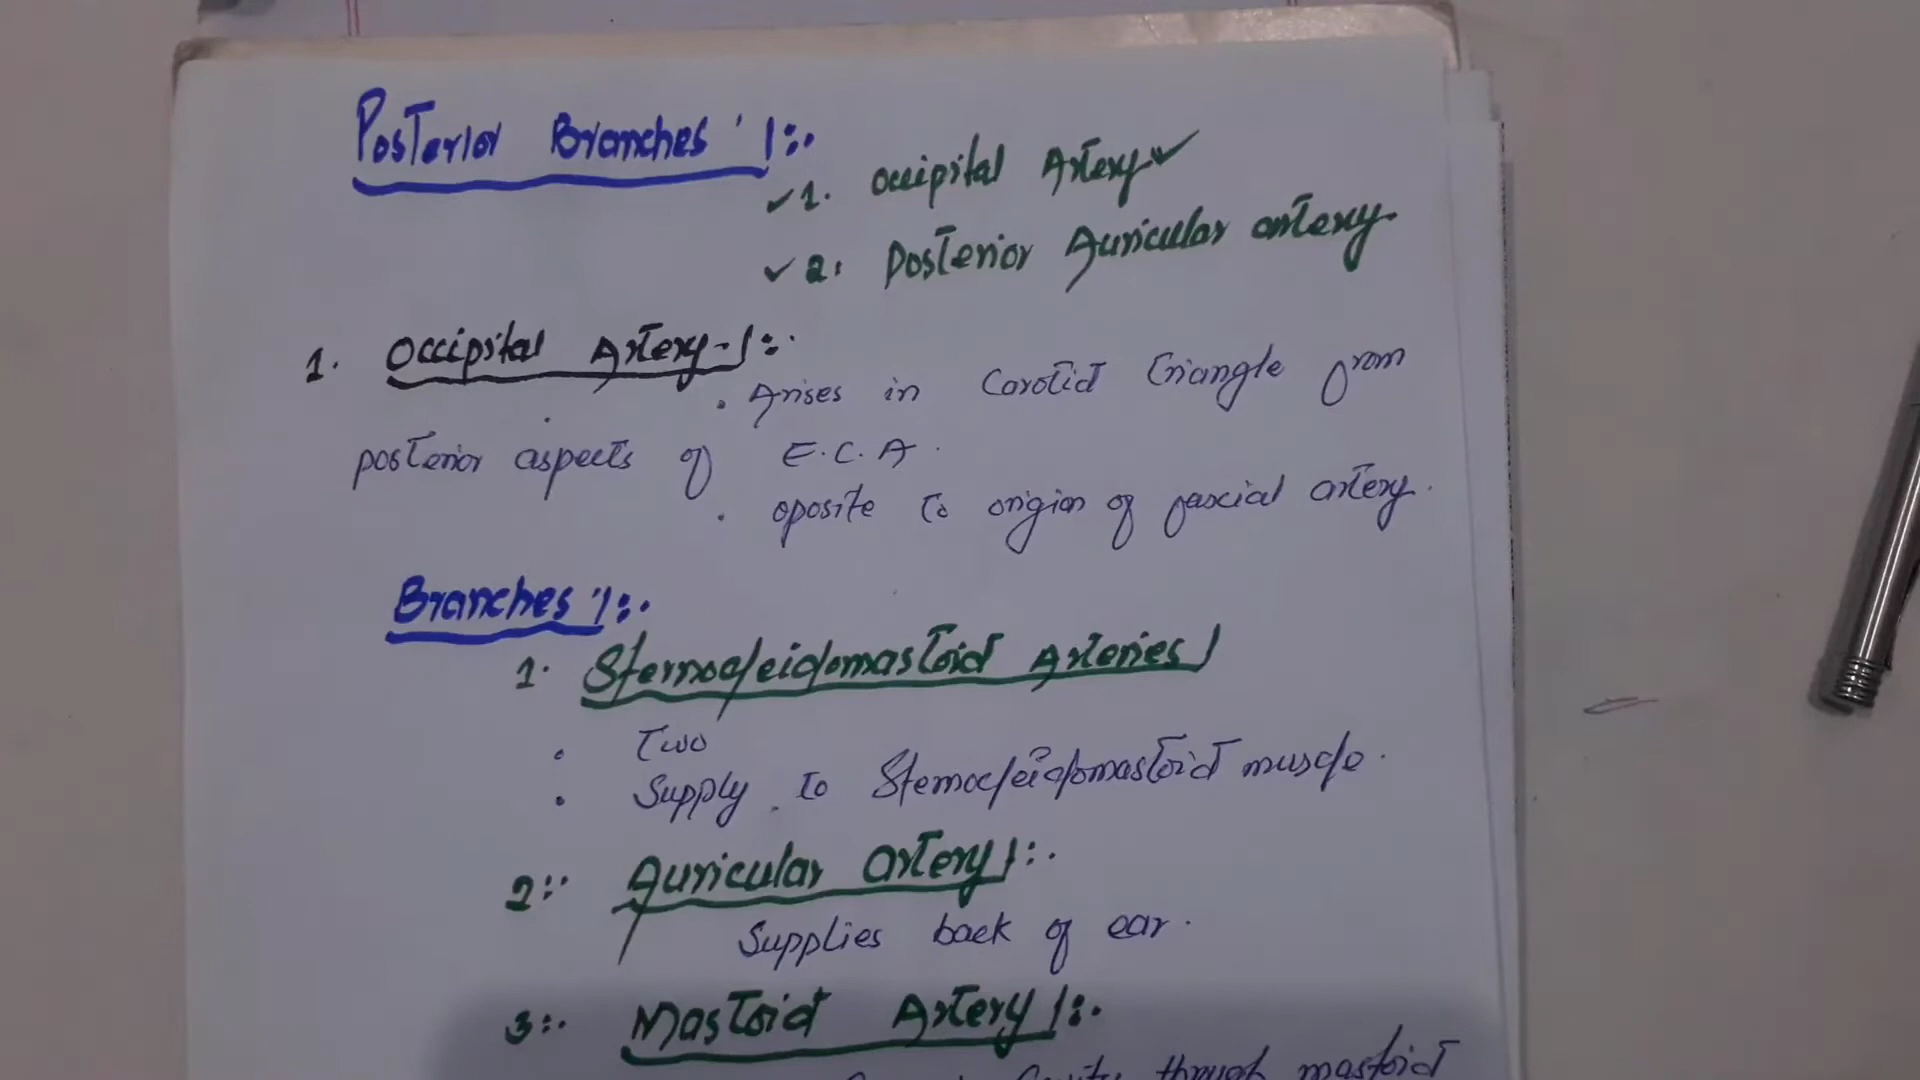 Posterior Branches :-
✓1. Occipital Artery ✓
✓2. Posterior Auricular artery.
1. Occipital Artery :-
• Arises in Carotid triangle from
posterior aspects of E.C.A.
• oposite to origin of facial artery.
Branches :-
1. Sternocleidomastoid Arteries
• Two
• Supply to Sternocleidomastoid muscle.
2:- Auricular artery :-
Supplies back of ear.
3:- Mastoid Artery :-
through mastoid